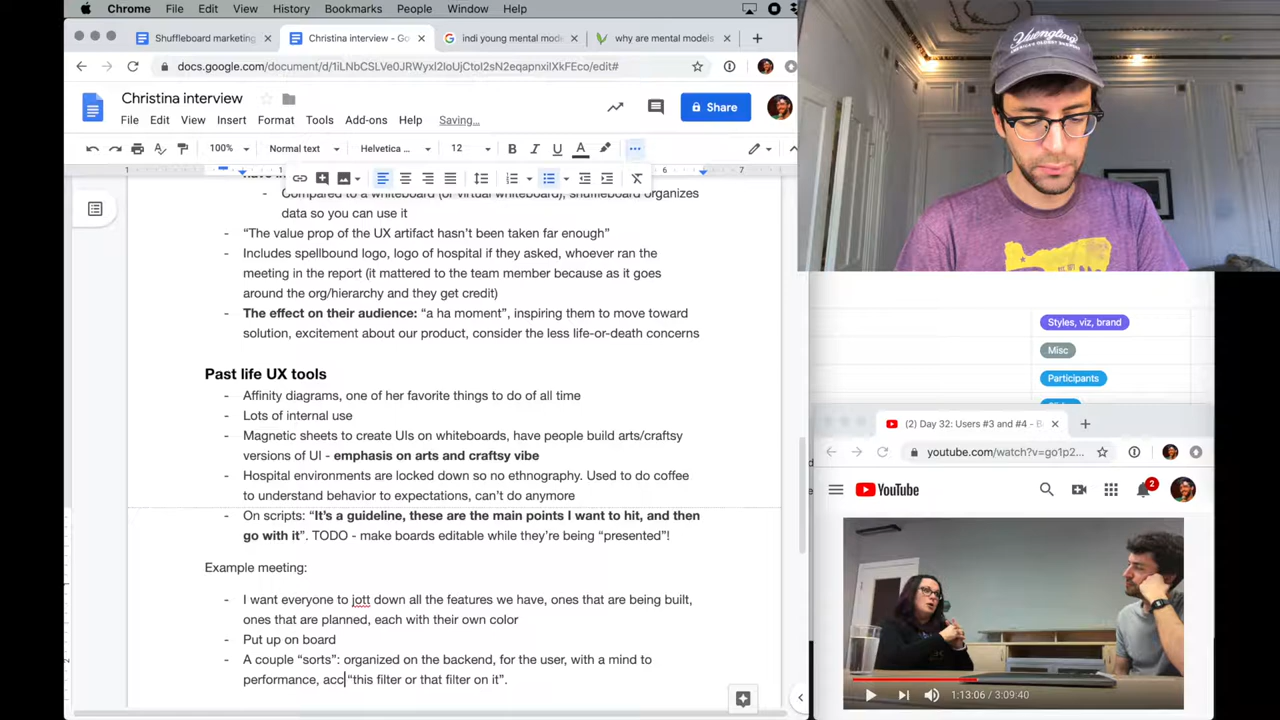 Chrome File Edit View History Bookmarks People Window Help
Shuffleboard marketing
Christina interview - Go
indi young mental mode
why are mental models
docs.google.com/document/
/edit#
Christina interview
File Edit View Insert Format Tools Add-ons Help Saving...
Share
100% Normal text Helvetica ... 12
1 1 6 7
Compared to a whiteboard (or virtual whiteboard), shuffleboard organizes
data so you can use it
- “The value prop of the UX artifact hasn’t been taken far enough”
- Includes spellbound logo, logo of hospital if they asked, whoever ran the
meeting in the report (it mattered to the team member because as it goes
around the org/hierarchy and they get credit)
- The effect on their audience: “a ha moment”, inspiring them to move toward
solution, excitement about our product, consider the less life-or-death concerns
Past life UX tools
- Affinity diagrams, one of her favorite things to do of all time
- Lots of internal use
- Magnetic sheets to create UIs on whiteboards, have people build arts/craftsy
versions of UI - emphasis on arts and craftsy vibe
- Hospital environments are locked down so no ethnography. Used to do coffee
to understand behavior to expectations, can’t do anymore
- On scripts: “It’s a guideline, these are the main points I want to hit, and then
go with it”. TODO - make boards editable while they’re being “presented”!
Example meeting:
- I want everyone to jott down all the features we have, ones that are being built,
ones that are planned, each with their own color
- Put up on board
- A couple “sorts”: organized on the backend, for the user, with a mind to
performance, acc “this filter or that filter on it”.
Yuengling
AMERICA'S OLDEST BREWERY
Styles, viz, brand
Misc
Participants
(2) Day 32: Users #3 and #4 - B
youtube.com/watch?v=go1p2...
YouTube
2
1:13:06 / 3:09:40